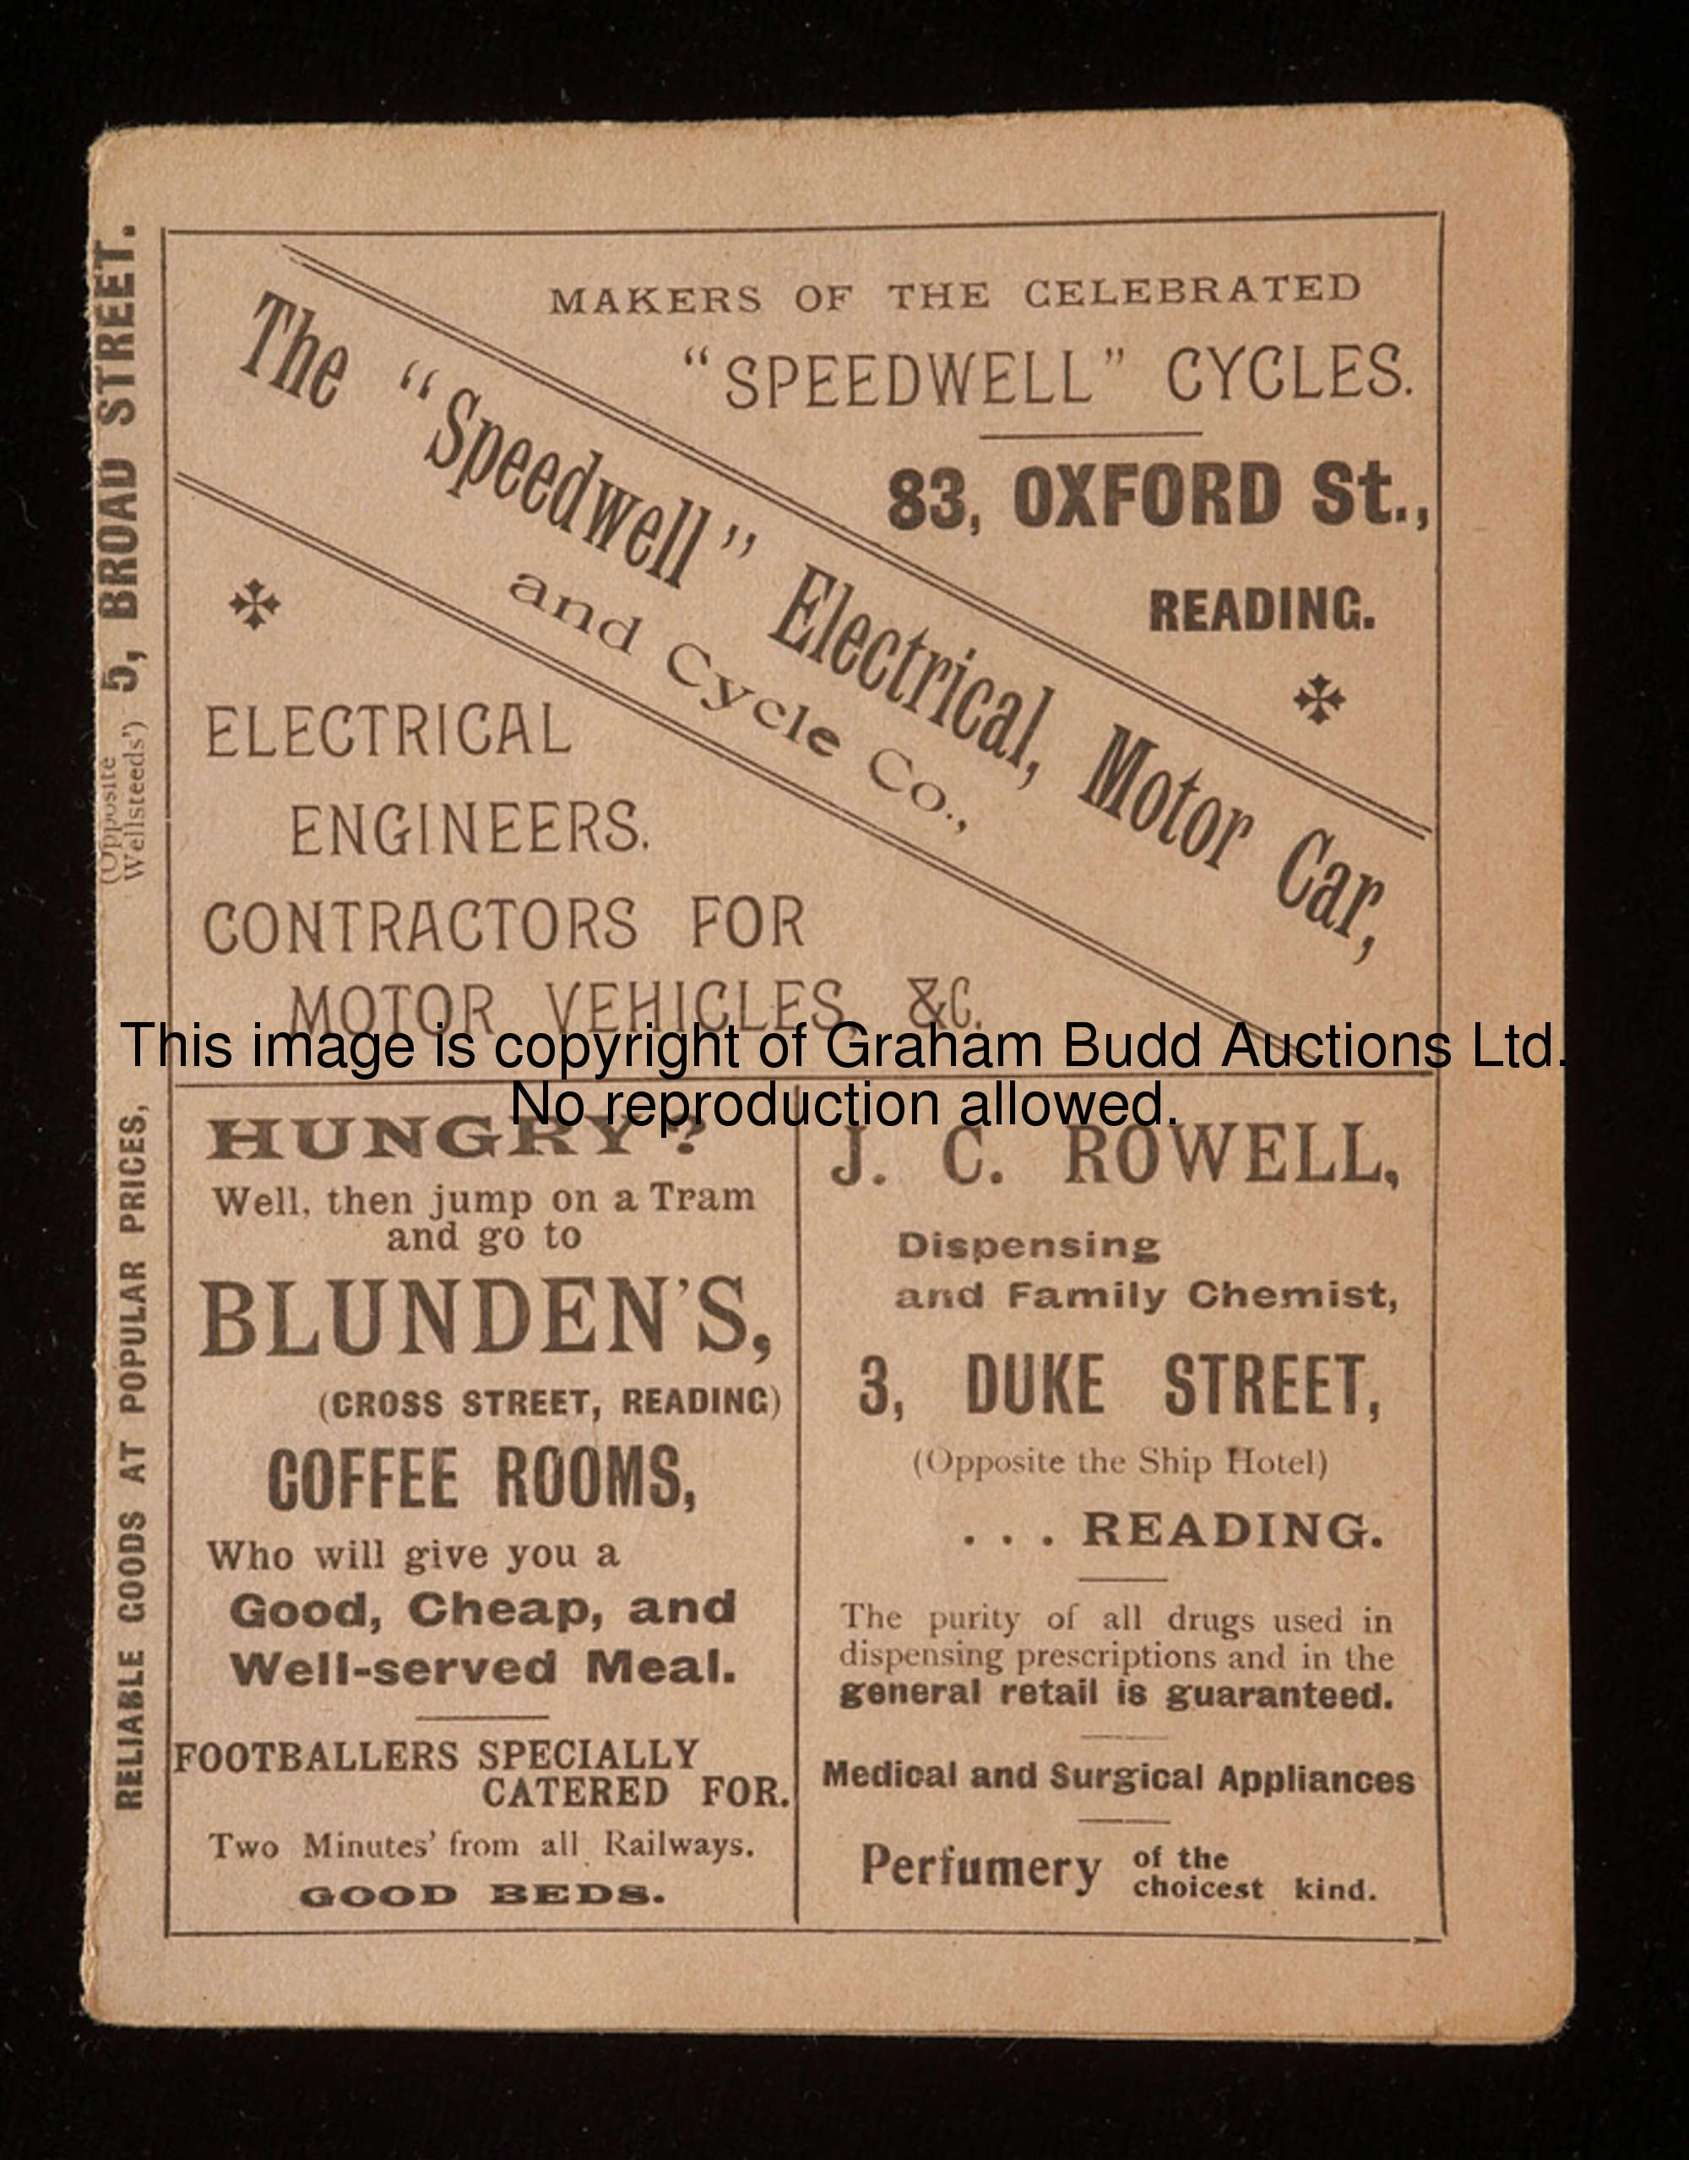 MAKERS OF THE CELEBRATED
"SPEEDWELL" CYCLES.
83, OXFORD St.,
READING.
The "Speedwell" Electrical, Motor Car,
and Cycle Co.,
ELECTRICAL
ENGINEERS.
CONTRACTORS FOR
MOTOR VEHICLES, &C.
This image is copyright of Graham Budd Auctions Ltd.
No reproduction allowed.
HUNGRY?
Well, then jump on a Tram
and go to
BLUNDEN'S,
(CROSS STREET, READING)
COFFEE ROOMS,
Who will give you a
Good, Cheap, and
Well-served Meal.
FOOTBALLERS SPECIALLY
CATERED FOR.
Two Minutes' from all Railways.
GOOD BEDS.
J. C. ROWELL,
Dispensing
and Family Chemist,
3, DUKE STREET,
(Opposite the Ship Hotel)
. . . READING.
The purity of all drugs used in
dispensing prescriptions and in the
general retail is guaranteed.
Medical and Surgical Appliances
Perfumery of the
choicest kind.
RELIABLE GOODS AT POPULAR PRICES,
(Opposite
Wellsteeds')
5, BROAD STREET.